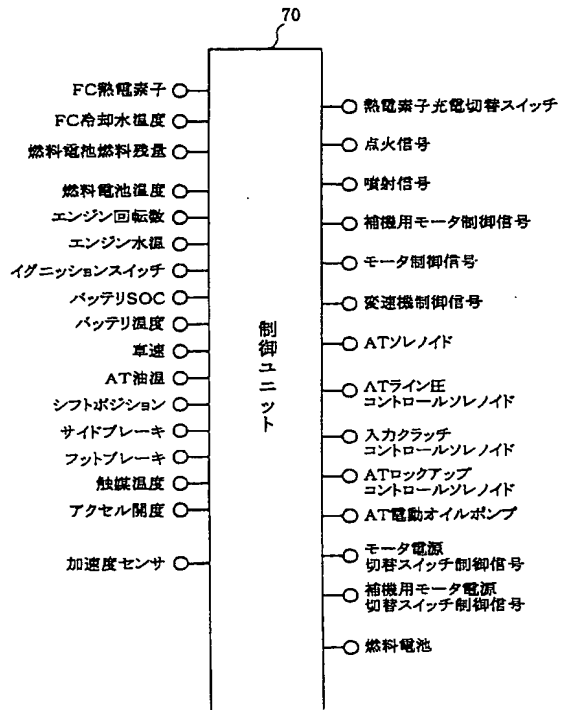 70
FC熱電素子
FC冷却水温度
燃料電池燃料残量
燃料電池温度
エンジン回転数
エンジン水温
イグニッションスイッチ
バッテリSOC
バッテリ温度
車速
AT油温
シフトポジション
サイドブレーキ
フットブレーキ
触媒温度
アクセル開度
加速度センサ
制御ユニット
熱電素子充電切替スイッチ
点火信号
噴射信号
補機用モータ制御信号
モータ制御信号
変速機制御信号
ATソレノイド
ATライン圧
コントロールソレノイド
入力クラッチ
コントロールソレノイド
ATロックアップ
コントロールソレノイド
AT電動オイルポンプ
モータ電源
切替スイッチ制御信号
補機用モータ電源
切替スイッチ制御信号
燃料電池